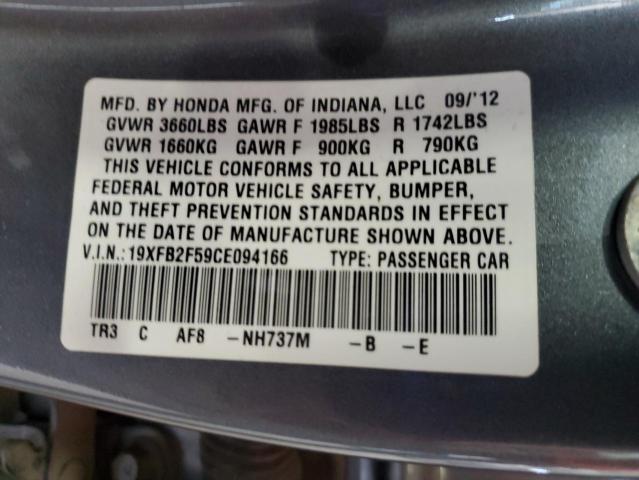 MFD. BY HONDA MFG. OF INDIANA, LLC 09/'12
GVWR 3660LBS GAWR F 1985LBS R 1742LBS
GVWR 1660KG GAWR F 900KG R 790KG
THIS VEHICLE CONFORMS TO ALL APPLICABLE
FEDERAL MOTOR VEHICLE SAFETY, BUMPER,
AND THEFT PREVENTION STANDARDS IN EFFECT
ON THE DATE OF MANUFACTURE SHOWN ABOVE.
V.I.N.: 19XFB2F59CE094166 TYPE: PASSENGER CAR
TR3 C AF8 -NH737M -B -E